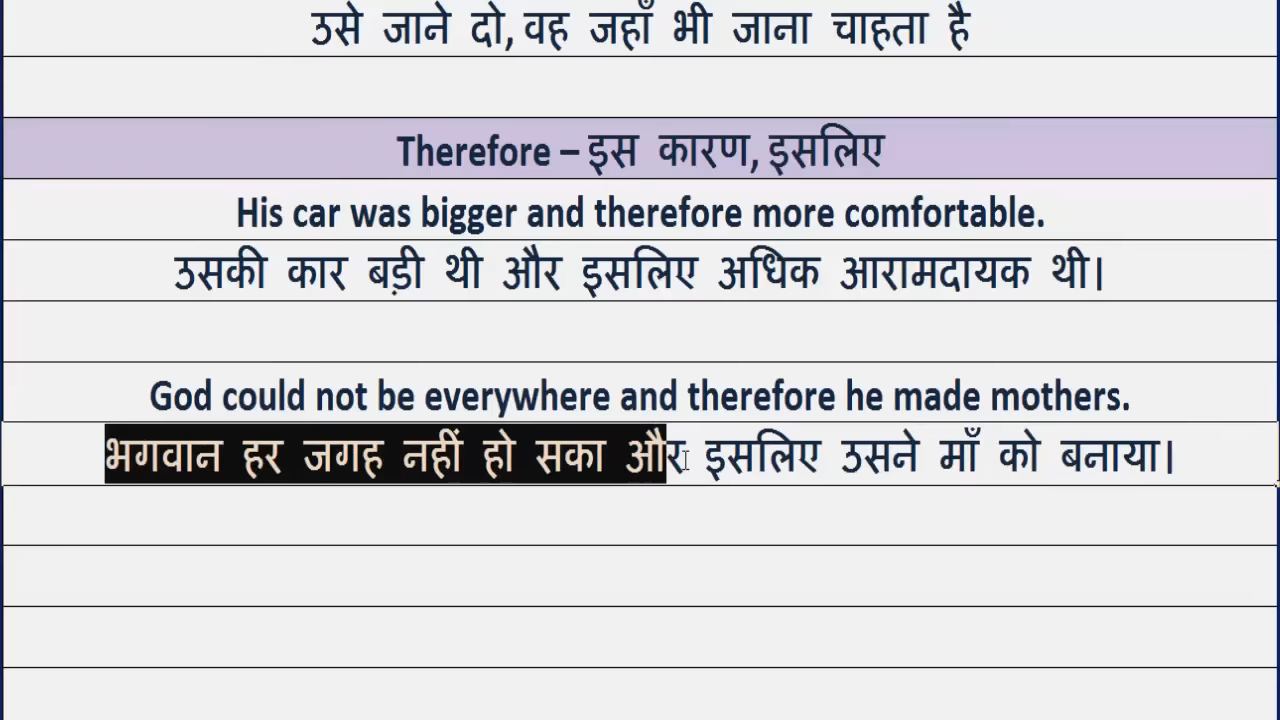 उसे जाने दो, वह जहाँ भी जाना चाहता है
Therefore – इस कारण, इसलिए
His car was bigger and therefore more comfortable.
उसकी कार बड़ी थी और इसलिए अधिक आरामदायक थी।
God could not be everywhere and therefore he made mothers.
भगवान हर जगह नहीं हो सका और इसलिए उसने माँ को बनाया।